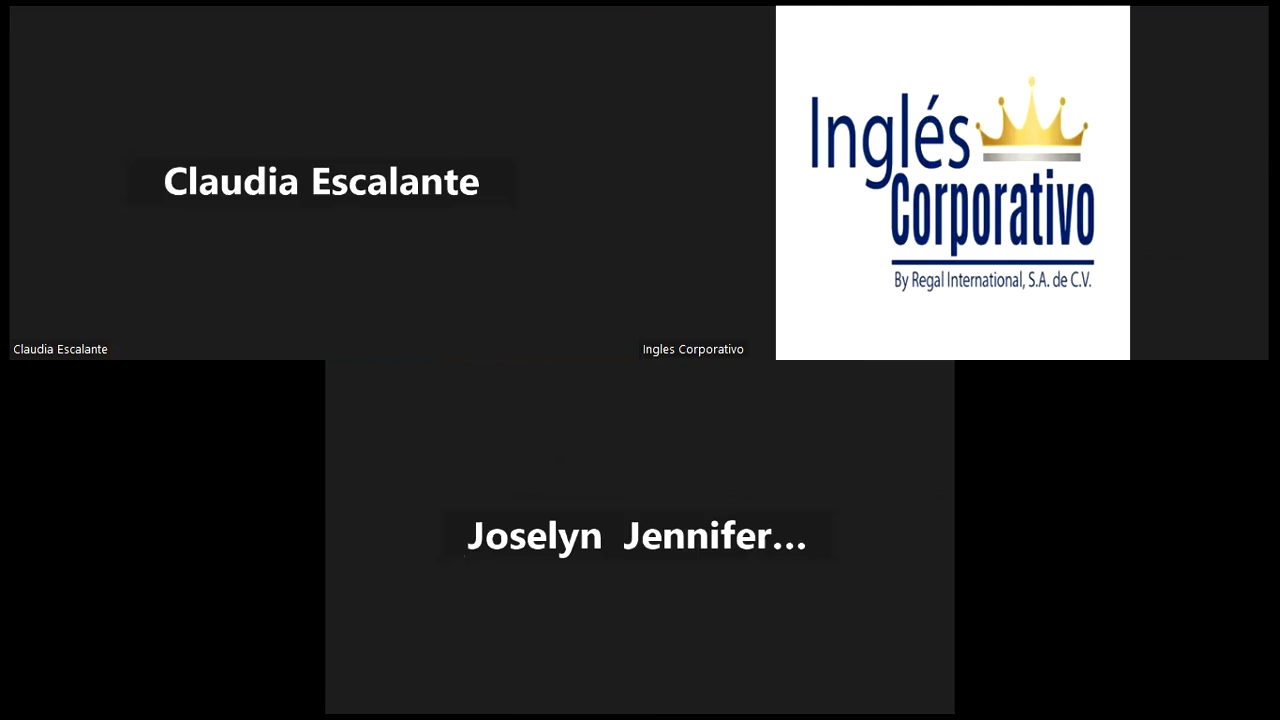 Claudia Escalante
Claudia Escalante
Inglés
Corporativo
By Regal International, S.A. de C.V.
Ingles Corporativo
Joselyn Jennifer...